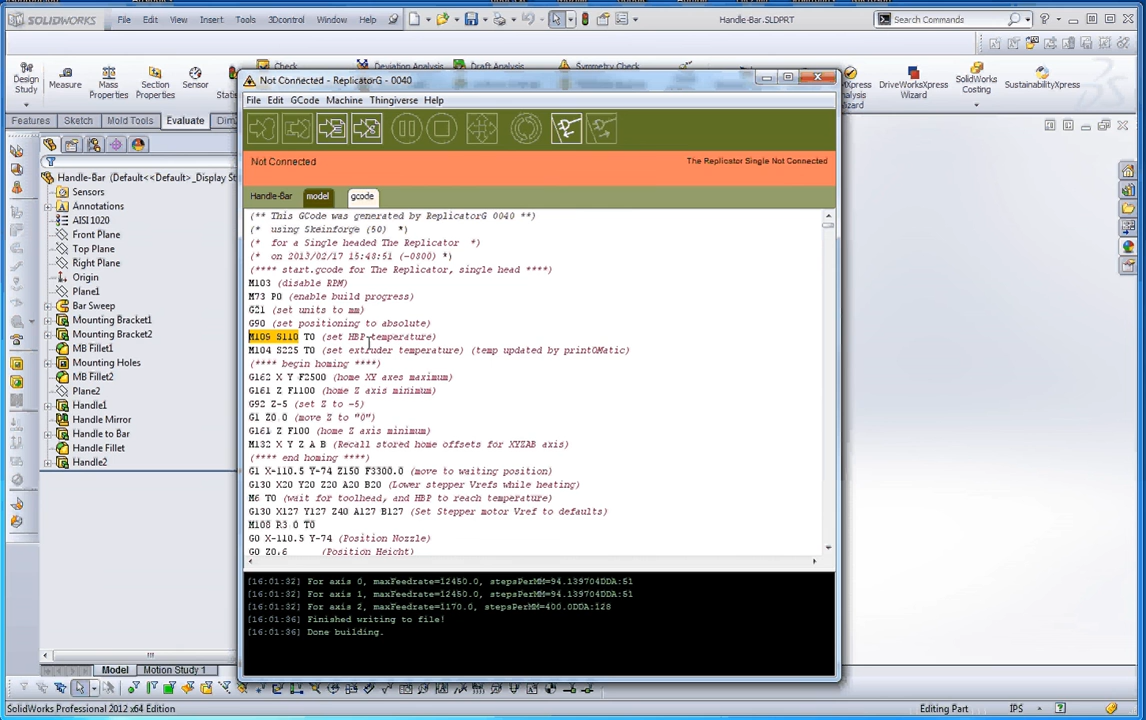 SOLIDWORKS File Edit View Insert Tools 3Dcontrol Window Help Handle-Bar.SLDPRT Search Commands
Design Study
Measure
Mass Properties
Section Properties
Sensor
Check
Deviation Analysis
Draft Analysis
Symmetry Check
DriveWorksXpress Wizard
SolidWorks Costing
SustainabilityXpress
Features Sketch Mold Tools Evaluate
Not Connected - ReplicatorG - 0040
File Edit GCode Machine Thingiverse Help
Not Connected The Replicator Single Not Connected
Handle-Bar model gcode
(** This GCode was generated by ReplicatorG 0040 **)
(* using Skeinforge (50) *)
(* for a Single headed The Replicator *)
(* on 2013/02/17 15:48:51 (-0800) *)
(**** start.gcode for The Replicator, single head ****)
M103 (disable RPM)
M73 P0 (enable build progress)
G21 (set units to mm)
G90 (set positioning to absolute)
M109 S110 T0 (set HBP temperature)
M104 S225 T0 (set extruder temperature) (temp updated by printOMatic)
(**** begin homing ****)
G162 X Y F2500 (home XY axes maximum)
G161 Z F1100 (home Z axis minimum)
G92 Z-5 (set Z to -5)
G1 Z0.0 (move Z to "0")
G161 Z F100 (home Z axis minimum)
M132 X Y Z A B (Recall stored home offsets for XYZAB axis)
(**** end homing ****)
G1 X-110.5 Y-74 Z150 F3300.0 (move to waiting position)
G130 X20 Y20 Z20 A20 B20 (Lower stepper Vrefs while heating)
M6 T0 (wait for toolhead, and HBP to reach temperature)
G130 X127 Y127 Z40 A127 B127 (Set Stepper motor Vref to defaults)
M108 R3.0 T0
G0 X-110.5 Y-74 (Position Nozzle)
G0 Z0.6 (Position Height)
[16:01:32] For axis 0, maxFeedrate=12450.0, stepsPerMM=94.139704DDA:51
[16:01:32] For axis 1, maxFeedrate=12450.0, stepsPerMM=94.139704DDA:51
[16:01:32] For axis 2, maxFeedrate=1170.0, stepsPerMM=400.0DDA:128
[16:01:36] Finished writing to file!
[16:01:36] Done building.
Handle-Bar (Default<<Default>_Display St
Sensors
Annotations
AISI 1020
Front Plane
Top Plane
Right Plane
Origin
Plane1
Bar Sweep
Mounting Bracket1
Mounting Bracket2
MB Fillet1
MB Fillet2
Plane2
Handle1
Handle Mirror
Handle to Bar
Handle Fillet
Handle2
Model Motion Study 1
SolidWorks Professional 2012 x64 Edition Editing Part IPS